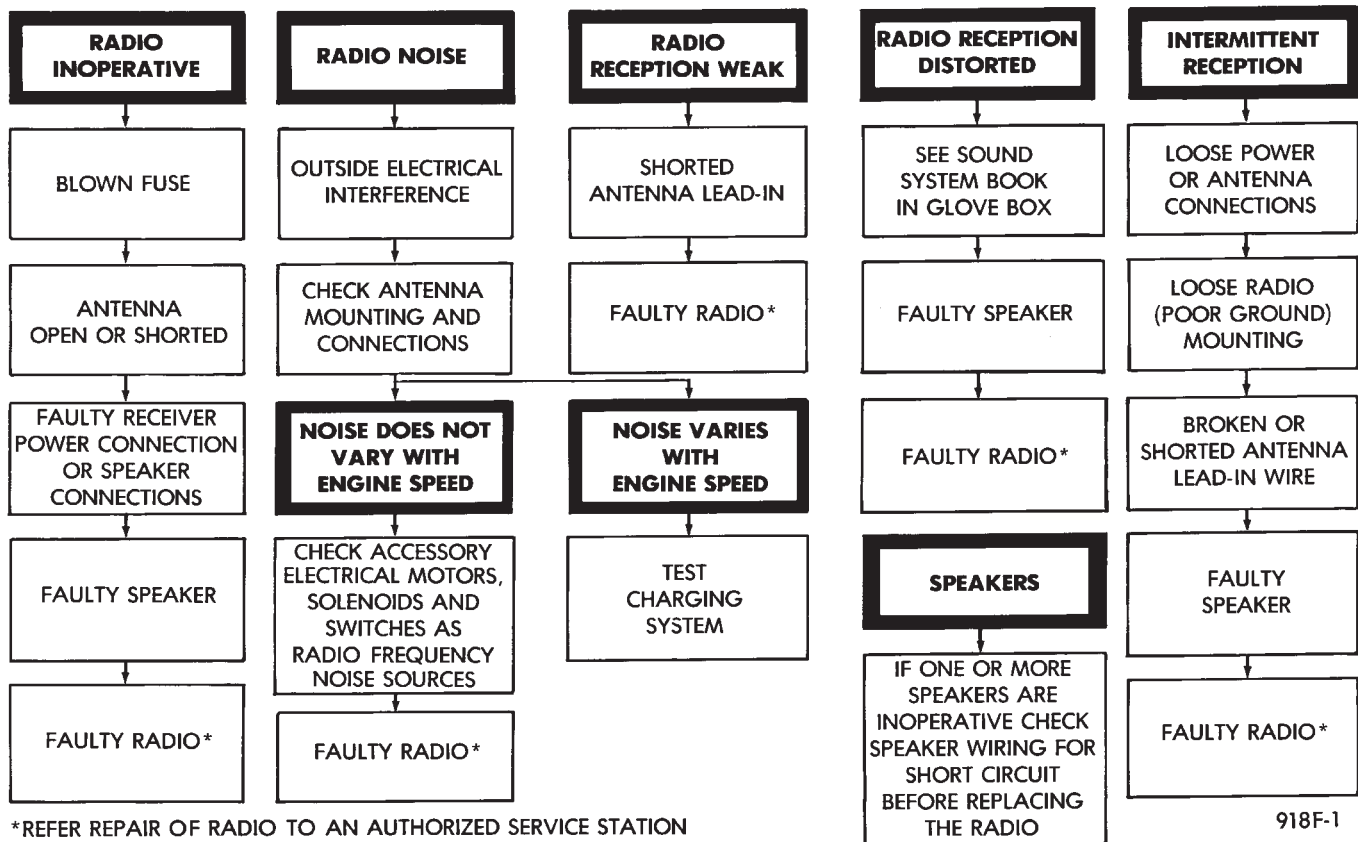 RADIO
INOPERATIVE
BLOWN FUSE
ANTENNA
OPEN OR SHORTED
FAULTY RECEIVER
POWER CONNECTION
OR SPEAKER
CONNECTIONS
FAULTY SPEAKER
FAULTY RADIO*
RADIO NOISE
OUTSIDE ELECTRICAL
INTERFERENCE
CHECK ANTENNA
MOUNTING AND
CONNECTIONS
NOISE DOES NOT
VARY WITH
ENGINE SPEED
CHECK ACCESSORY
ELECTRICAL MOTORS,
SOLENOIDS AND
SWITCHES AS
RADIO FREQUENCY
NOISE SOURCES
FAULTY RADIO*
RADIO
RECEPTION WEAK
SHORTED
ANTENNA LEAD-IN
FAULTY RADIO*
NOISE VARIES
WITH
ENGINE SPEED
TEST
CHARGING
SYSTEM
RADIO RECEPTION
DISTORTED
SEE SOUND
SYSTEM BOOK
IN GLOVE BOX
FAULTY SPEAKER
FAULTY RADIO*
SPEAKERS
IF ONE OR MORE
SPEAKERS ARE
INOPERATIVE CHECK
SPEAKER WIRING FOR
SHORT CIRCUIT
BEFORE REPLACING
THE RADIO
INTERMITTENT
RECEPTION
LOOSE POWER
OR ANTENNA
CONNECTIONS
LOOSE RADIO
(POOR GROUND)
MOUNTING
BROKEN OR
SHORTED ANTENNA
LEAD-IN WIRE
FAULTY
SPEAKER
FAULTY RADIO*
*REFER REPAIR OF RADIO TO AN AUTHORIZED SERVICE STATION
918F-1